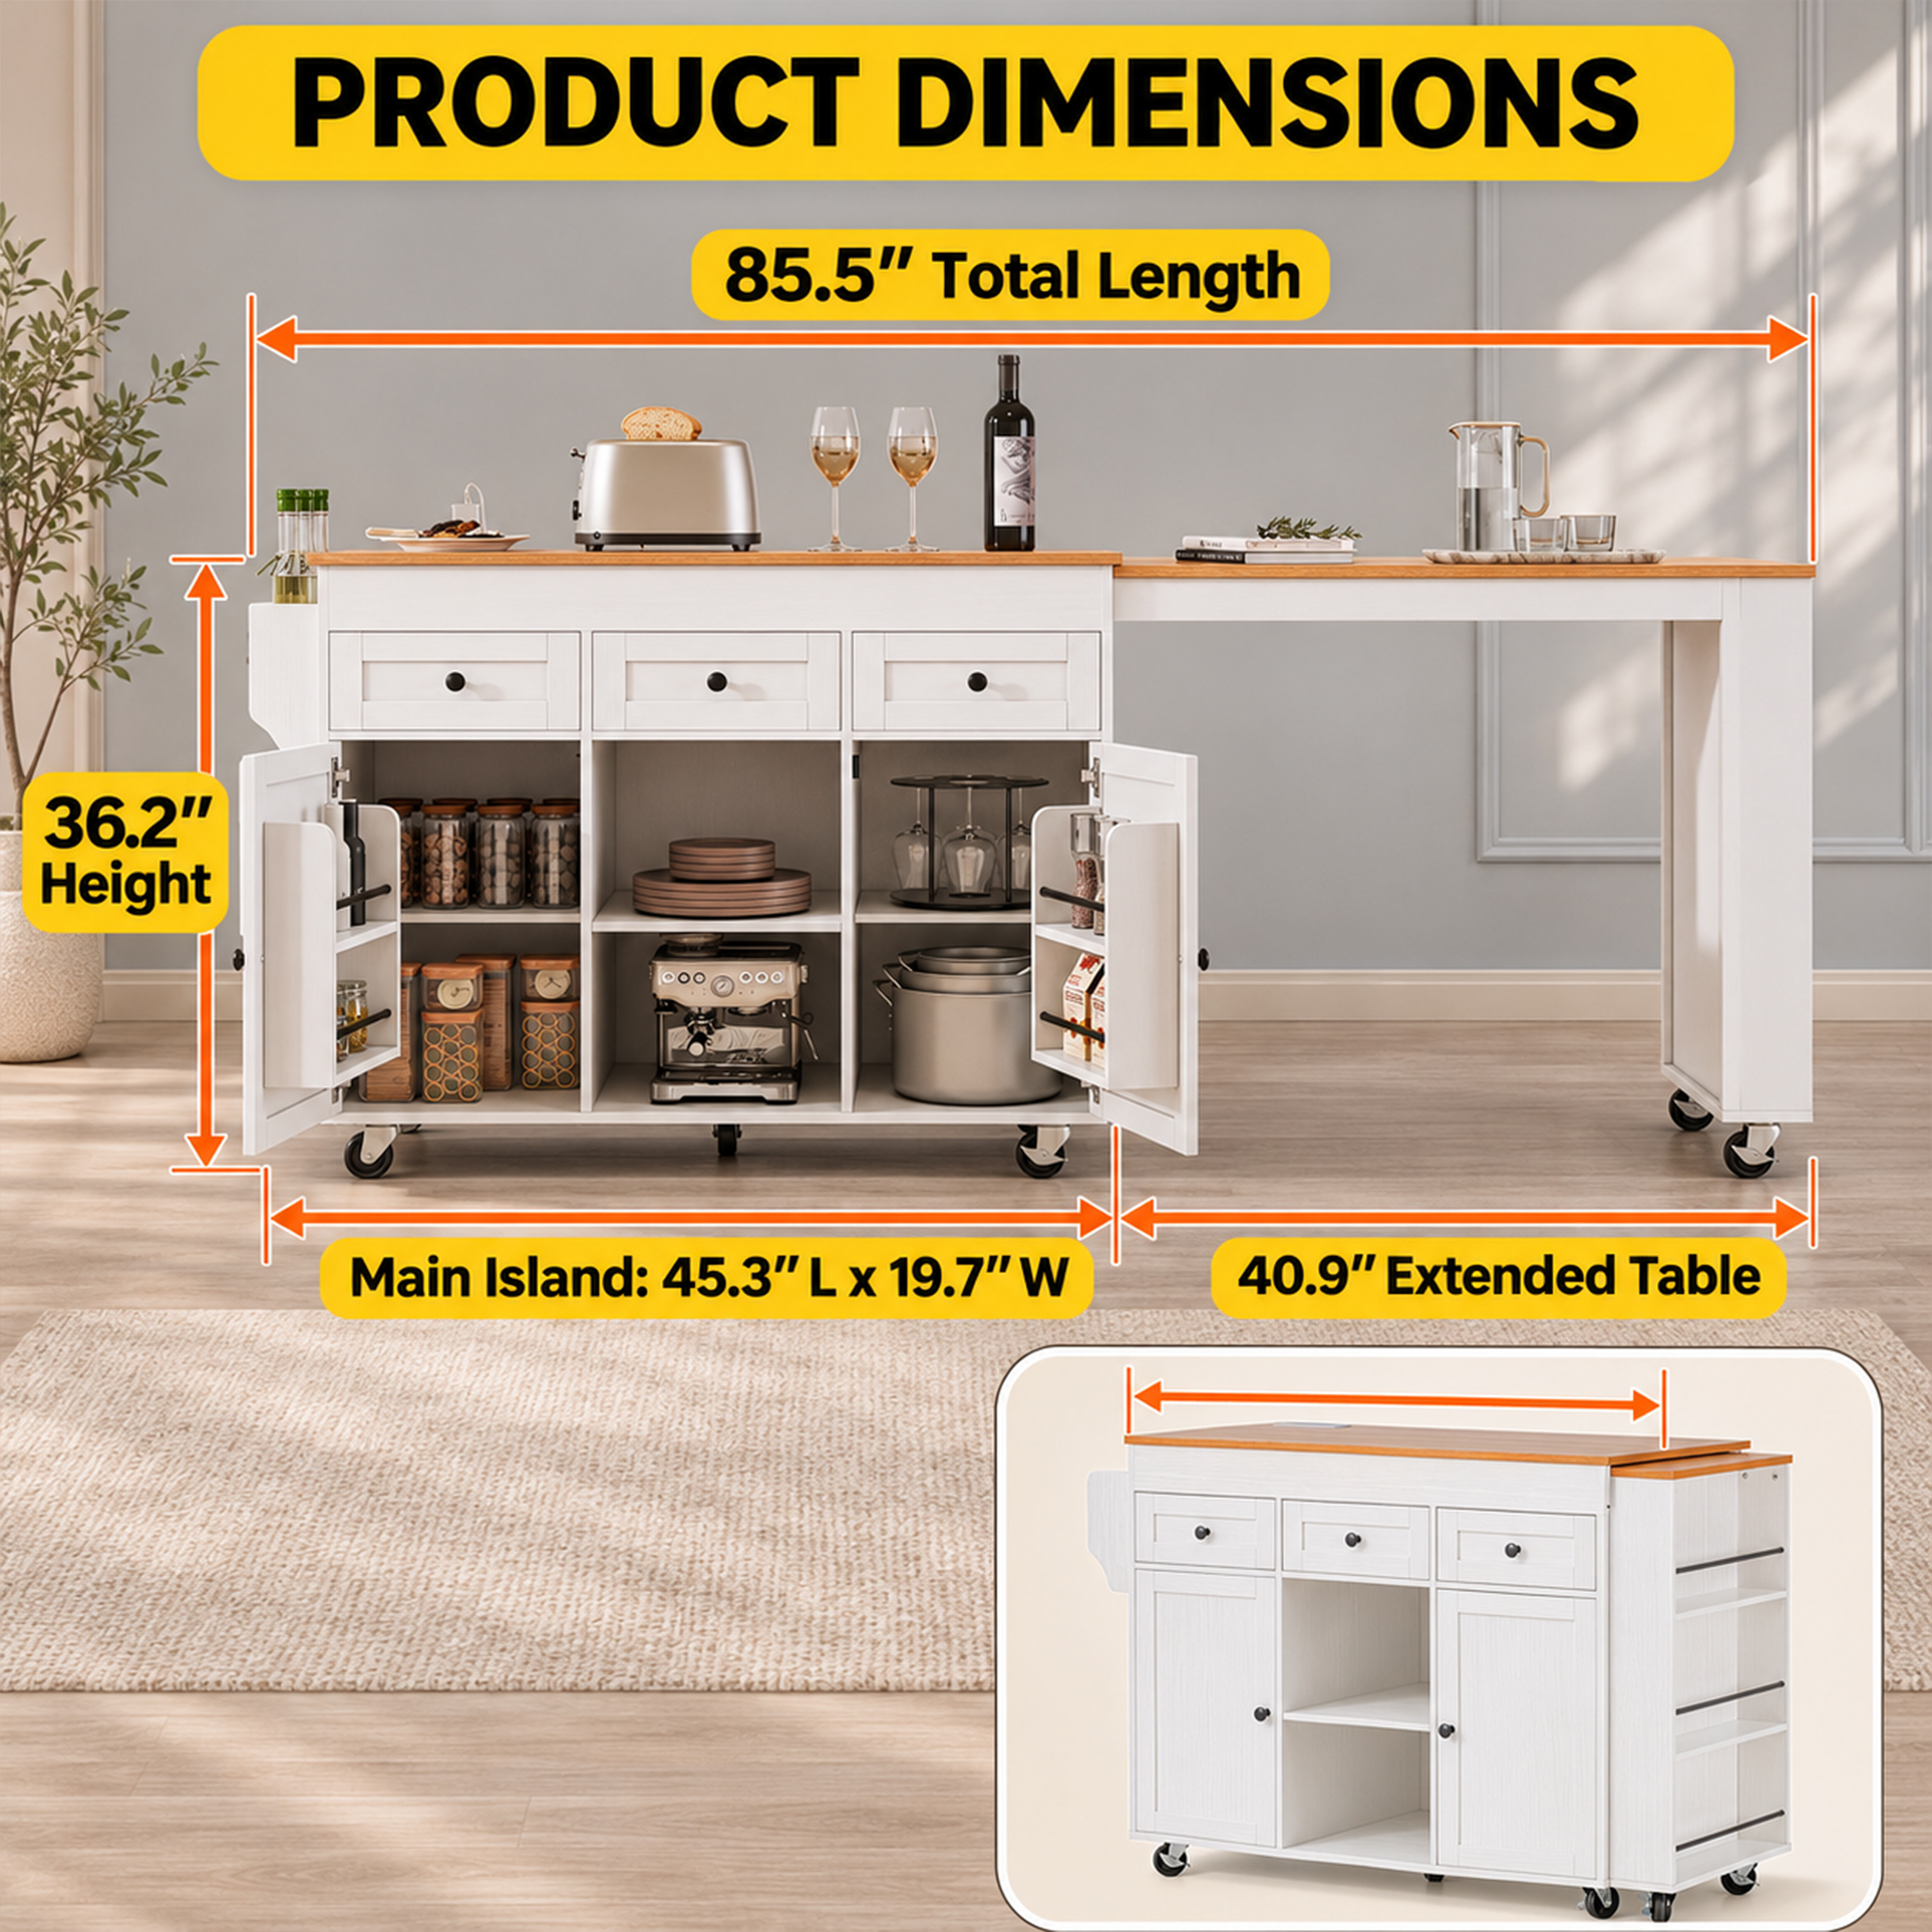 PRODUCT DIMENSIONS
85.5" Total Length
36.2"
Height
Main Island: 45.3" L x 19.7" W
40.9" Extended Table